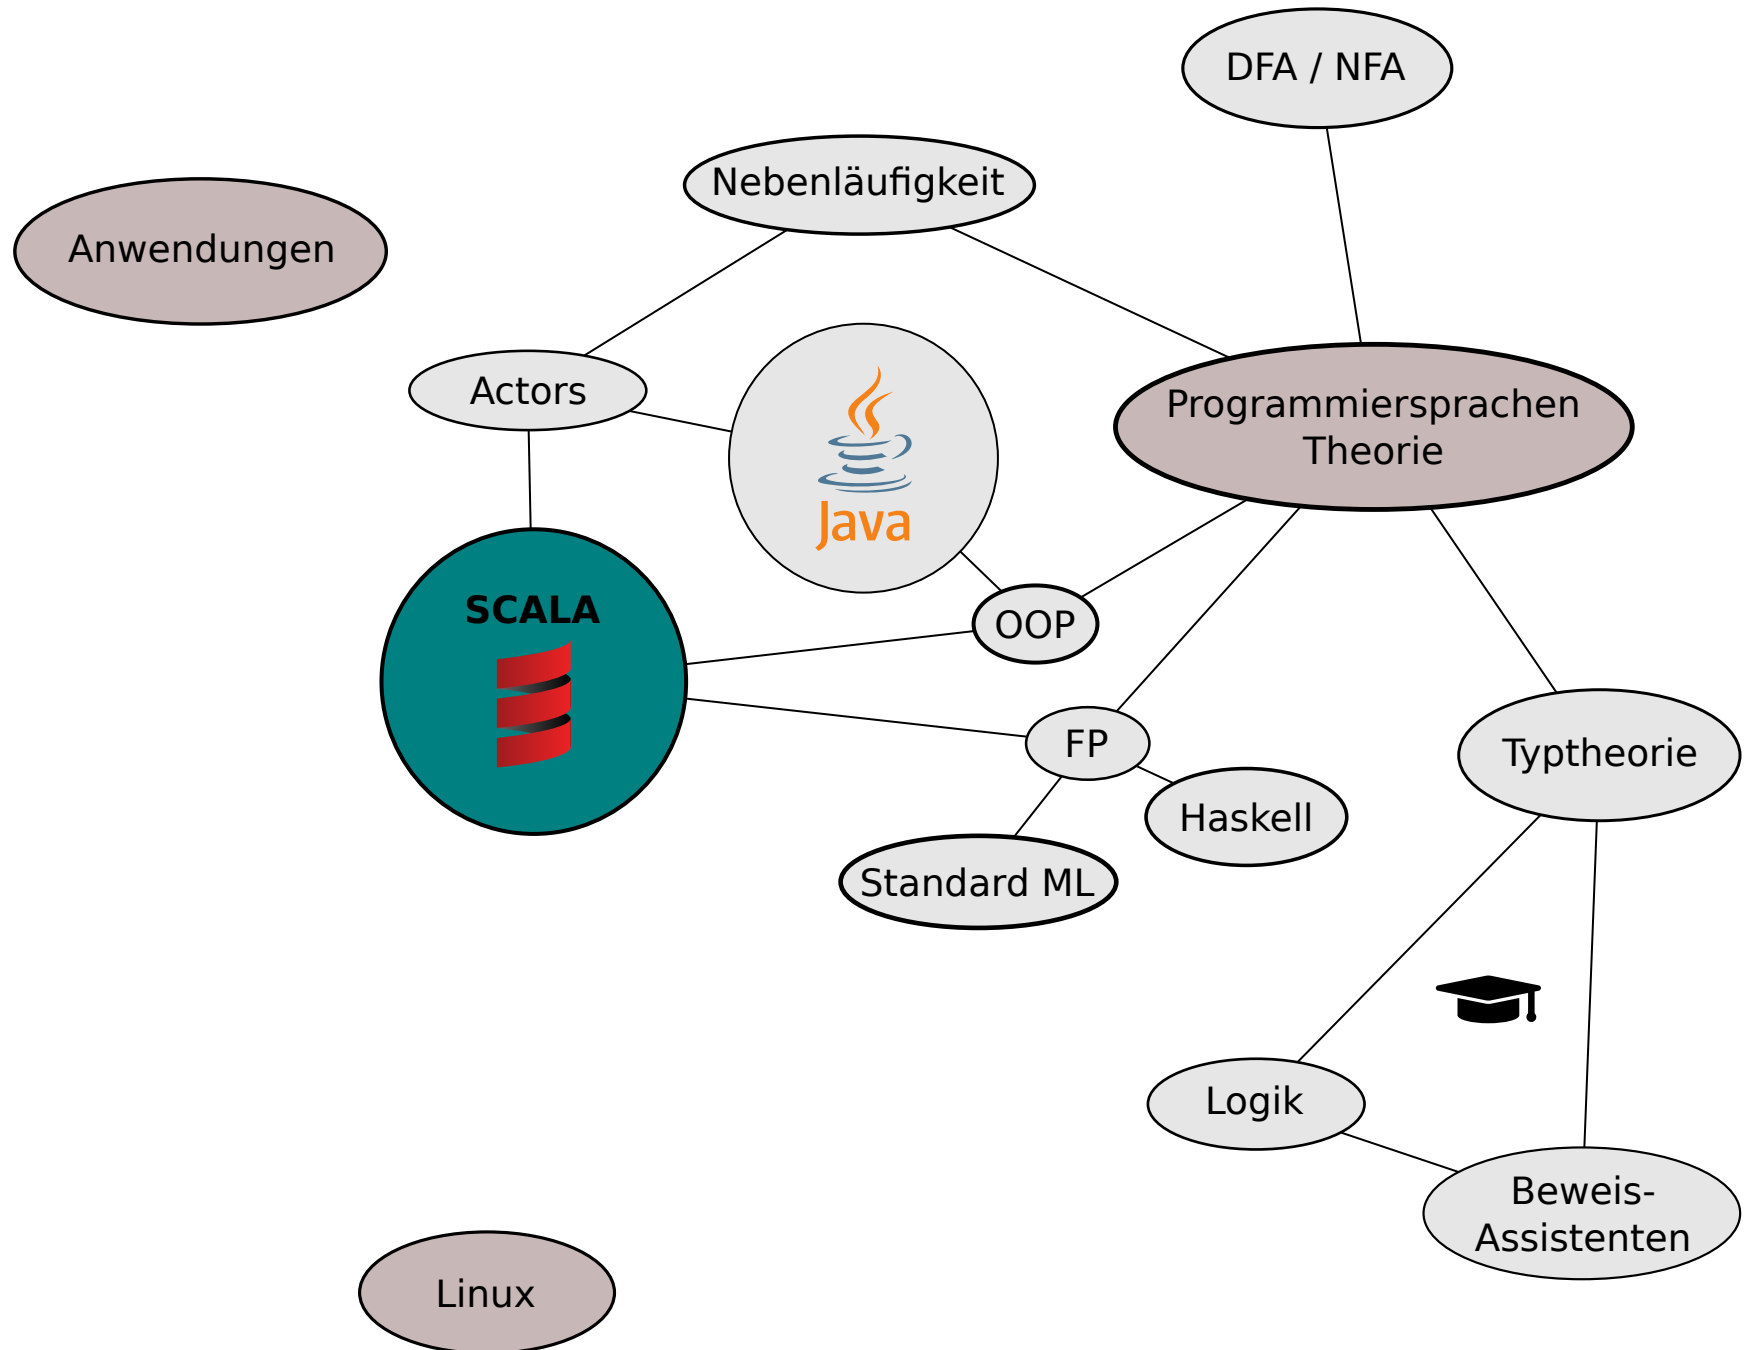 DFA / NFA
Nebenläufigkeit
Anwendungen
Actors
Java
Programmiersprachen
Theorie
SCALA
OOP
FP
Haskell
Typtheorie
Standard ML
Logik
Beweis-
Assistenten
Linux